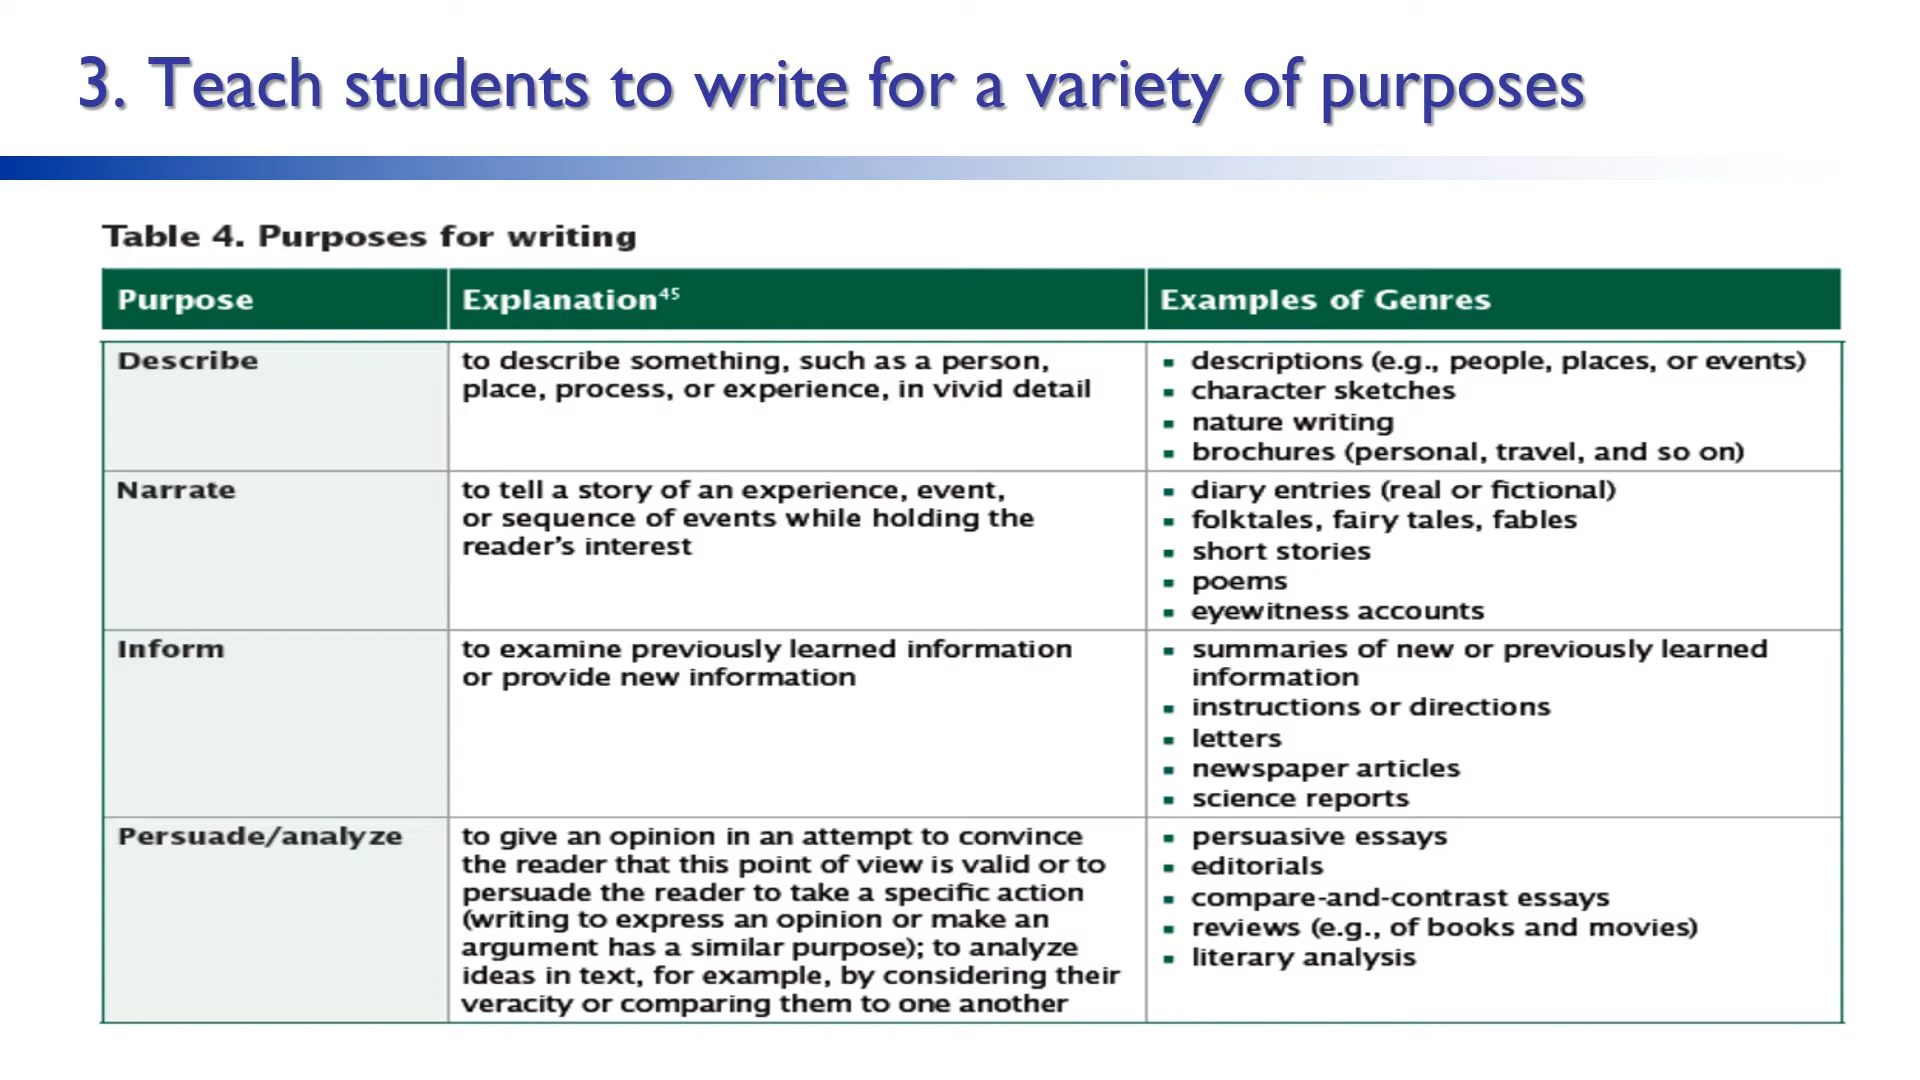 3. Teach students to write for a variety of purposes
Table 4. Purposes for writing
Purpose
Explanation45
Examples of Genres
Describe
to describe something, such as a person,
place, process, or experience, in vivid detail
▪ descriptions (e.g., people, places, or events)
▪ character sketches
▪ nature writing
▪ brochures (personal, travel, and so on)
Narrate
to tell a story of an experience, event,
or sequence of events while holding the
reader’s interest
▪ diary entries (real or fictional)
▪ folktales, fairy tales, fables
▪ short stories
▪ poems
▪ eyewitness accounts
Inform
to examine previously learned information
or provide new information
▪ summaries of new or previously learned
information
▪ instructions or directions
▪ letters
▪ newspaper articles
▪ science reports
Persuade/analyze
to give an opinion in an attempt to convince
the reader that this point of view is valid or to
persuade the reader to take a specific action
(writing to express an opinion or make an
argument has a similar purpose); to analyze
ideas in text, for example, by considering their
veracity or comparing them to one another
▪ persuasive essays
▪ editorials
▪ compare-and-contrast essays
▪ reviews (e.g., of books and movies)
▪ literary analysis